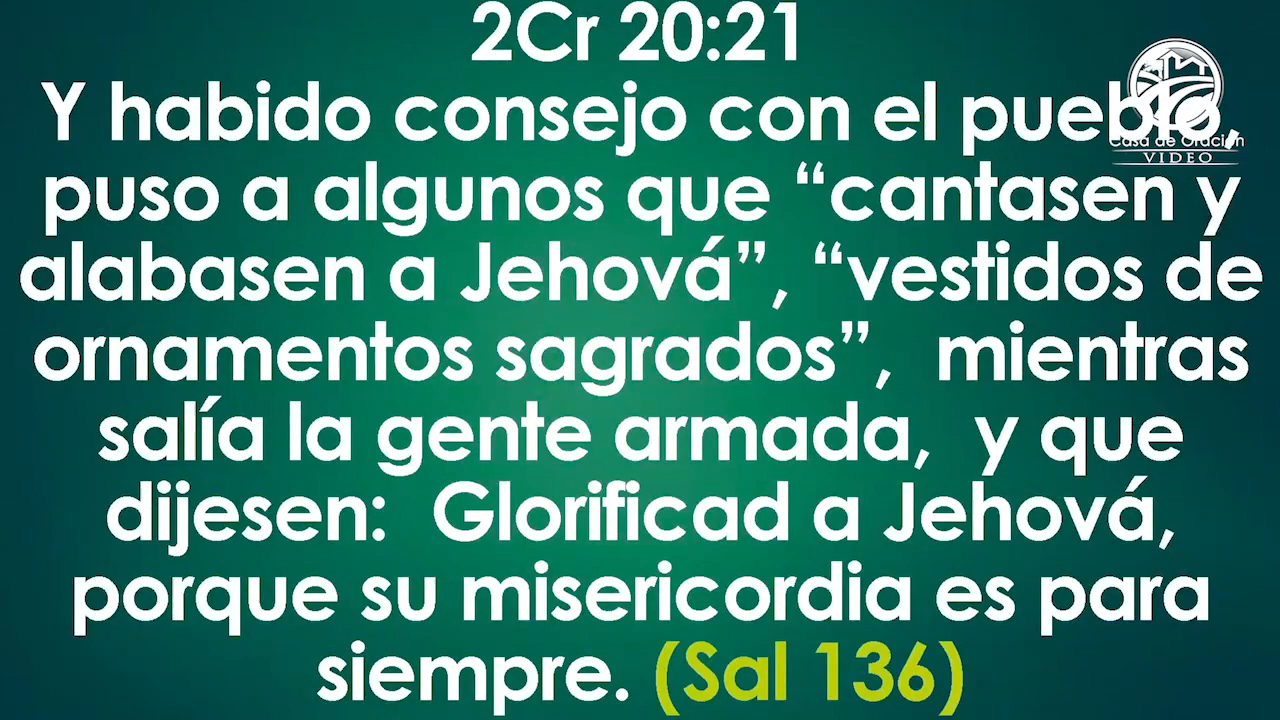 2Cr 20:21
Y habido consejo con el pueblo,
puso a algunos que “cantasen y
alabasen a Jehová”, “vestidos de
ornamentos sagrados”, mientras
salía la gente armada, y que
dijesen: Glorificad a Jehová,
porque su misericordia es para
siempre. (Sal 136)
Casa de Oración
VIDEO